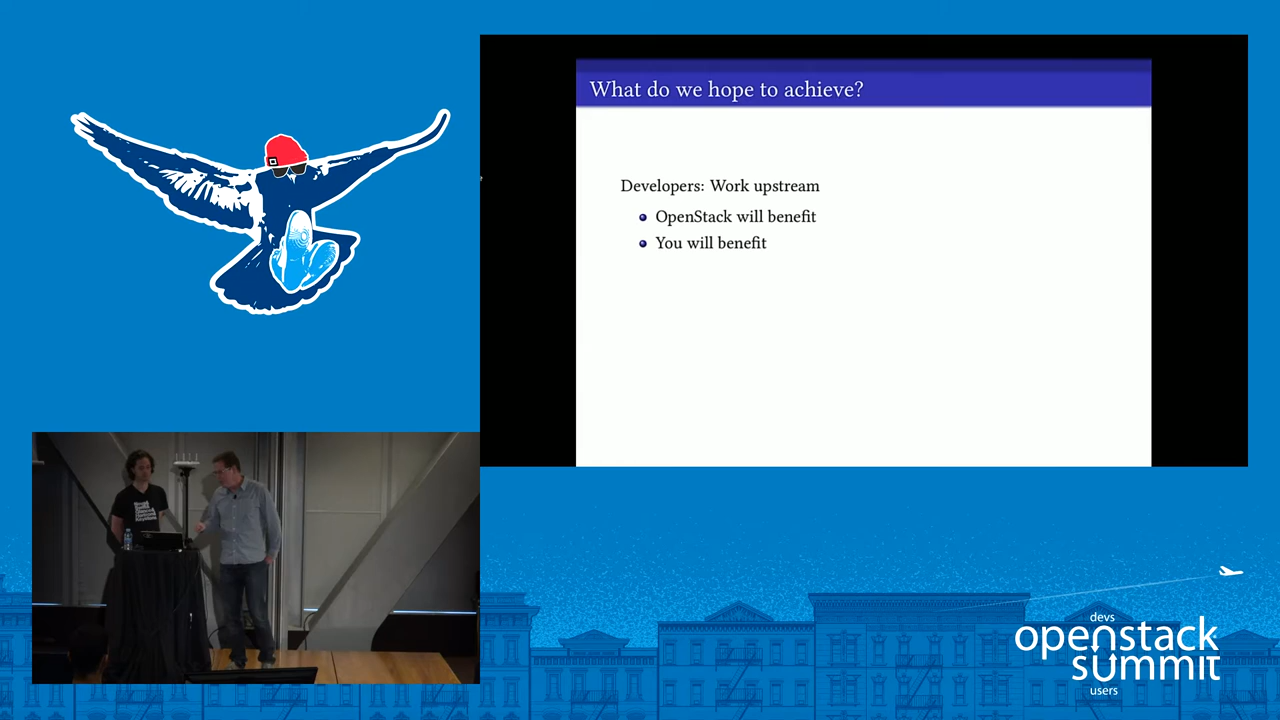 What do we hope to achieve?
Developers: Work upstream
OpenStack will benefit
You will benefit
devs
openstack
summit
users